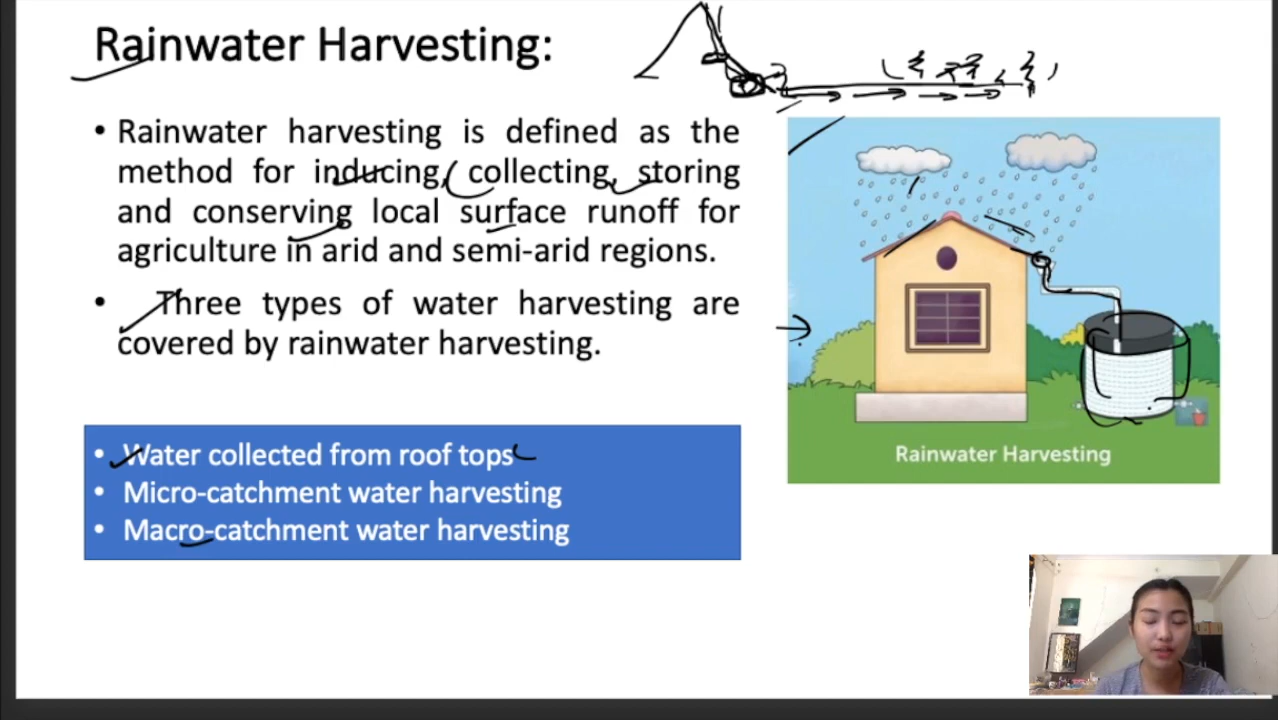 Rainwater Harvesting:
• Rainwater harvesting is defined as the
method for inducing, collecting, storing
and conserving local surface runoff for
agriculture in arid and semi-arid regions.
• Three types of water harvesting are
covered by rainwater harvesting.
• Water collected from roof tops
• Micro-catchment water harvesting
• Macro-catchment water harvesting
Rainwater Harvesting